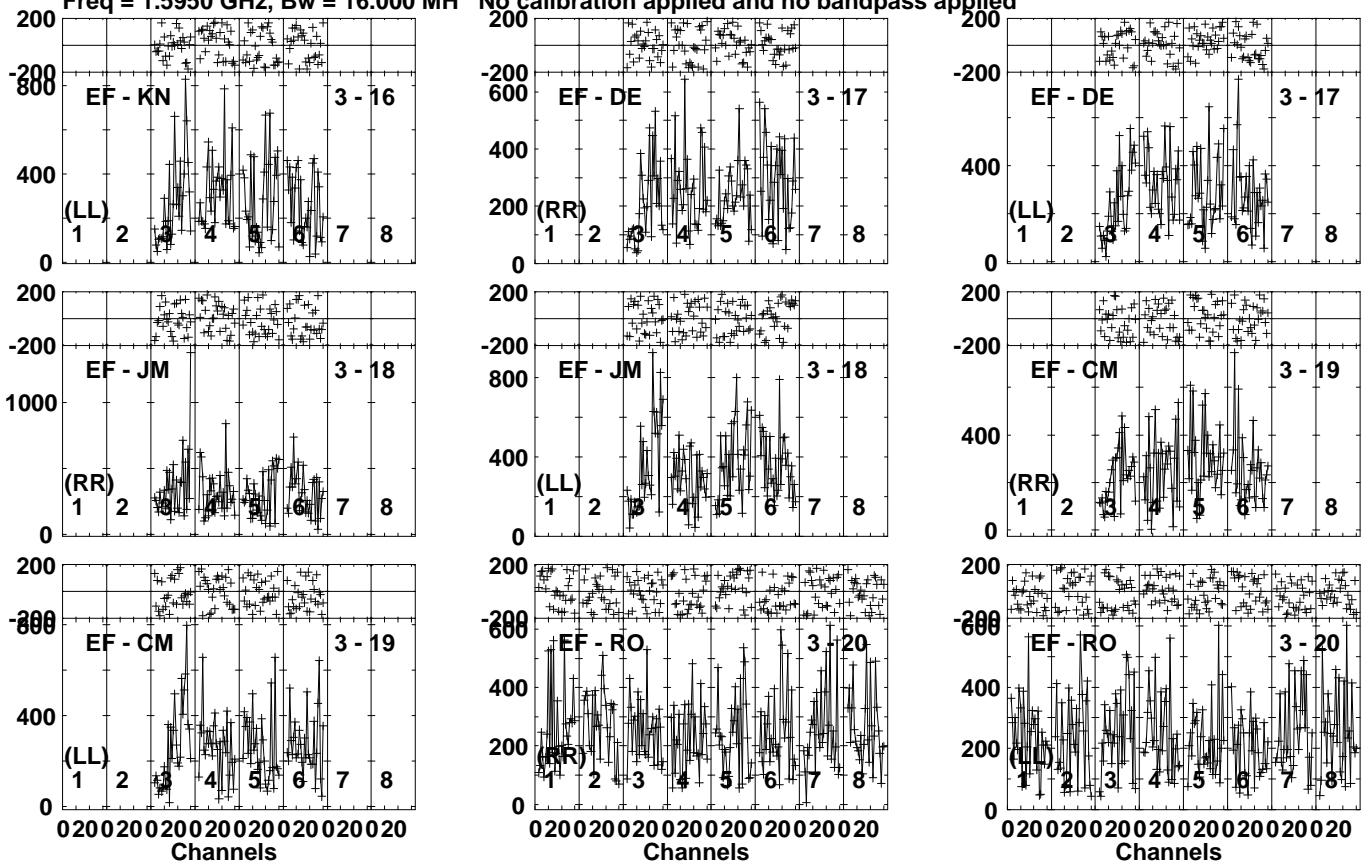 Freq = 1.5950 GHz, Bw = 16.000 MH No calibration applied and no bandpass applied
200 200 200
-200 -200 -200
800 EF - KN 3 - 16 600 EF - DE 3 - 17 EF - DE 3 - 17
400 400 400
200
(LL) (RR) (LL)
1 2 3 4 5 6 7 8 1 2 3 4 5 6 7 8 1 2 3 4 5 6 7 8
0 0 0
200 200 200
-200 -200 -200
EF - JM 3 - 18 800 EF - JM 3 - 18 EF - CM 3 - 19
1000 400 400
(RR) (LL) (RR)
1 2 3 4 5 6 7 8 1 2 3 4 5 6 7 8 1 2 3 4 5 6 7 8
0 0 0
200 200 200
-200 -200 -200
800 EF - CM 3 - 19 600 EF - RO 3 - 20 600 EF - RO 3 - 20
400 400 400
200 200
(LL) (RR) (LL)
1 2 3 4 5 6 7 8 1 2 3 4 5 6 7 8 1 2 3 4 5 6 7 8
0 0 0
0 20 0 20 0 20 0 20 0 20 0 20 0 20 0 20 0 20 0 20 0 20 0 20 0 20 0 20 0 20 0 20 0 20 0 20 0 20 0 20 0 20 0 20 0 20 0 20
Channels Channels Channels